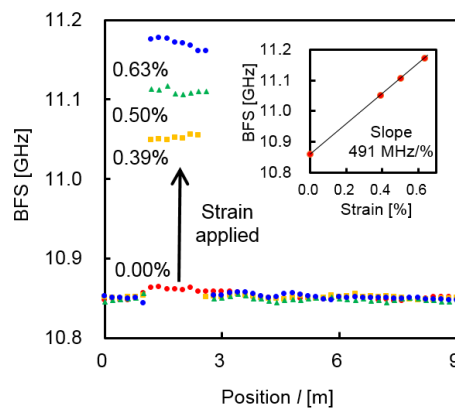 11.2
11.1
11.0
10.9
10.8
BFS [GHz]
0.63%
0.50%
0.39%
0.00%
Strain
applied
0
3
6
9
Position l [m]
11.2
11.1
11.0
10.9
10.8
BFS [GHz]
Slope
491 MHz/%
0.0 0.2 0.4 0.6
Strain [%]